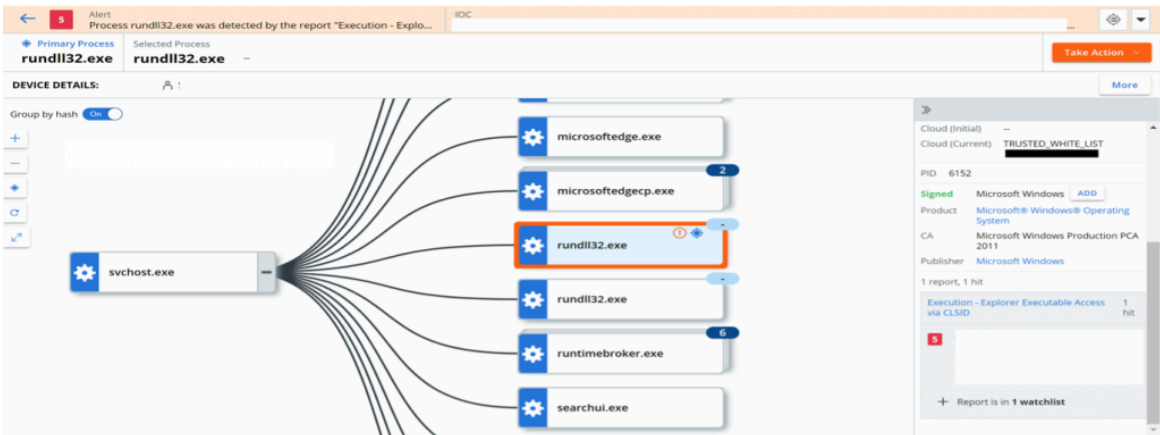 5
Alert
Process rundll32.exe was detected by the report "Execution - Explo...
IOC
...
Primary Process
rundll32.exe
Selected Process
rundll32.exe --
Take Action
DEVICE DETAILS:
More
Group by hash On
svchost.exe
microsoftedge.exe
2
microsoftedgecp.exe
-
rundll32.exe
-
rundll32.exe
6
runtimebroker.exe
searchui.exe
Cloud (Initial) --
Cloud (Current) TRUSTED_WHITE_LIST
PID 6152
Signed Microsoft Windows ADD
Product Microsoft® Windows® Operating
System
CA Microsoft Windows Production PCA
2011
Publisher Microsoft Windows
1 report, 1 hit
Execution - Explorer Executable Access 1
via CLSID hit
5
+ Report is in 1 watchlist